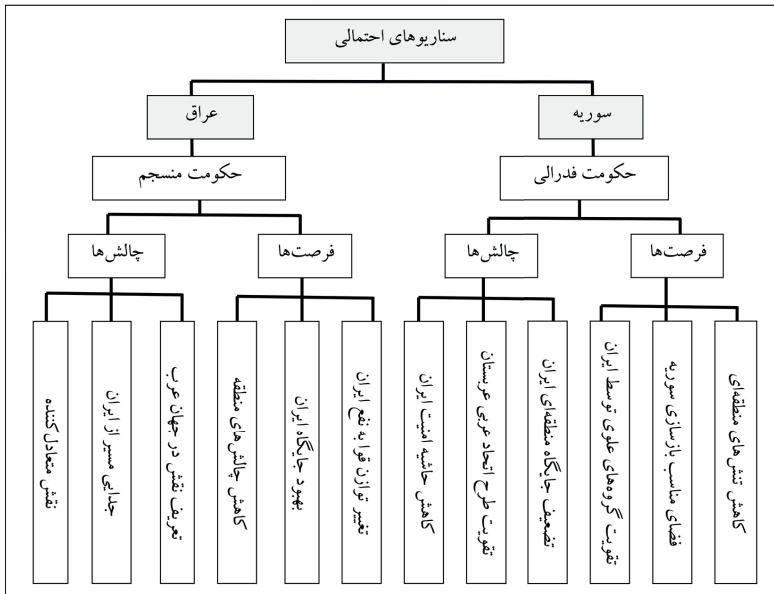 سناریوهای احتمالی
سوریه
عراق
حکومت فدرالی
حکومت منسجم
فرصت‌ها
چالش‌ها
فرصت‌ها
چالش‌ها
کاهش تنش‌های منطقه‌ای
فضای مناسب بازسازی سوریه
تقویت گروه‌های علوی توسط ایران
تضعیف جایگاه منطقه‌ای ایران
تقویت طرح اتحاد عربی عربستان
کاهش حاشیه امنیت ایران
تغییر توازن قوا به نفع ایران
بهبود جایگاه ایران
کاهش چالش‌های منطقه
تعریف نقش در جهان عرب
جدایی مسیر از ایران
نقش متعادل‌کننده